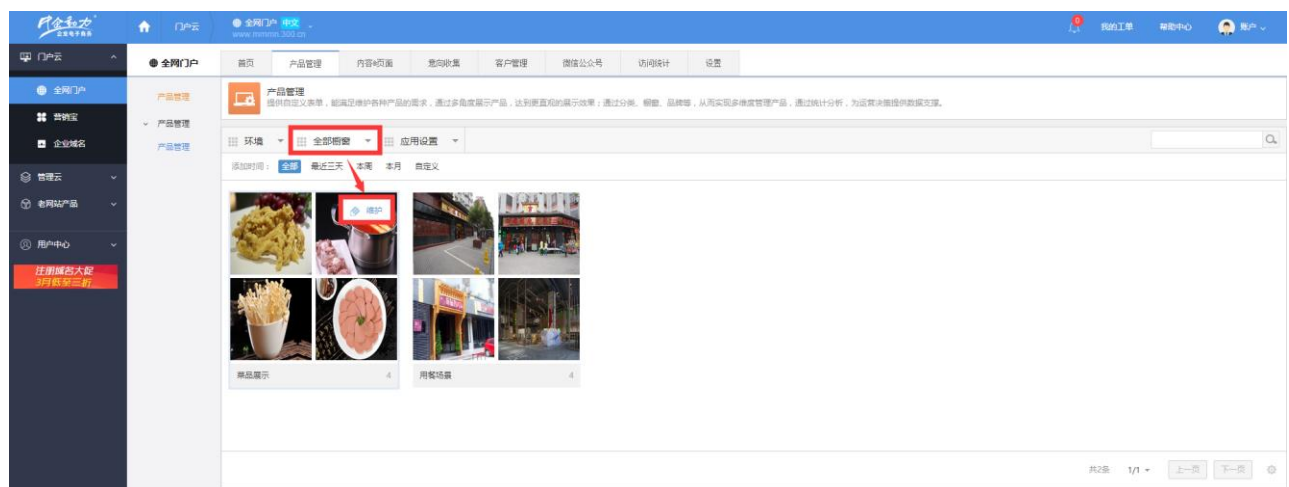 门户云
全网门户 中文
www.mmmn.300.cn
我的工单
帮助中心
账户
门户云
全网门户
营销宝
企业域名
管理云
老网站产品
用户中心
注册域名大促
3月低至三折
全网门户
产品管理
产品管理
产品管理
首页
产品管理
内容&页面
意向收集
客户管理
微信公众号
访问统计
设置
产品管理
提供自定义表单，能满足维护各种产品的需求，通过多角度展示产品，达到更直观的展示效果；通过分类、橱窗、品牌等，从而实现多维度管理产品，通过统计分析，为运营决策提供数据支撑。
环境
全部橱窗
应用设置
添加时间： 全部 最近三天 本周 本月 自定义
维护
菜品展示 4
用餐场景 4
共2条 1/1 上一页 下一页